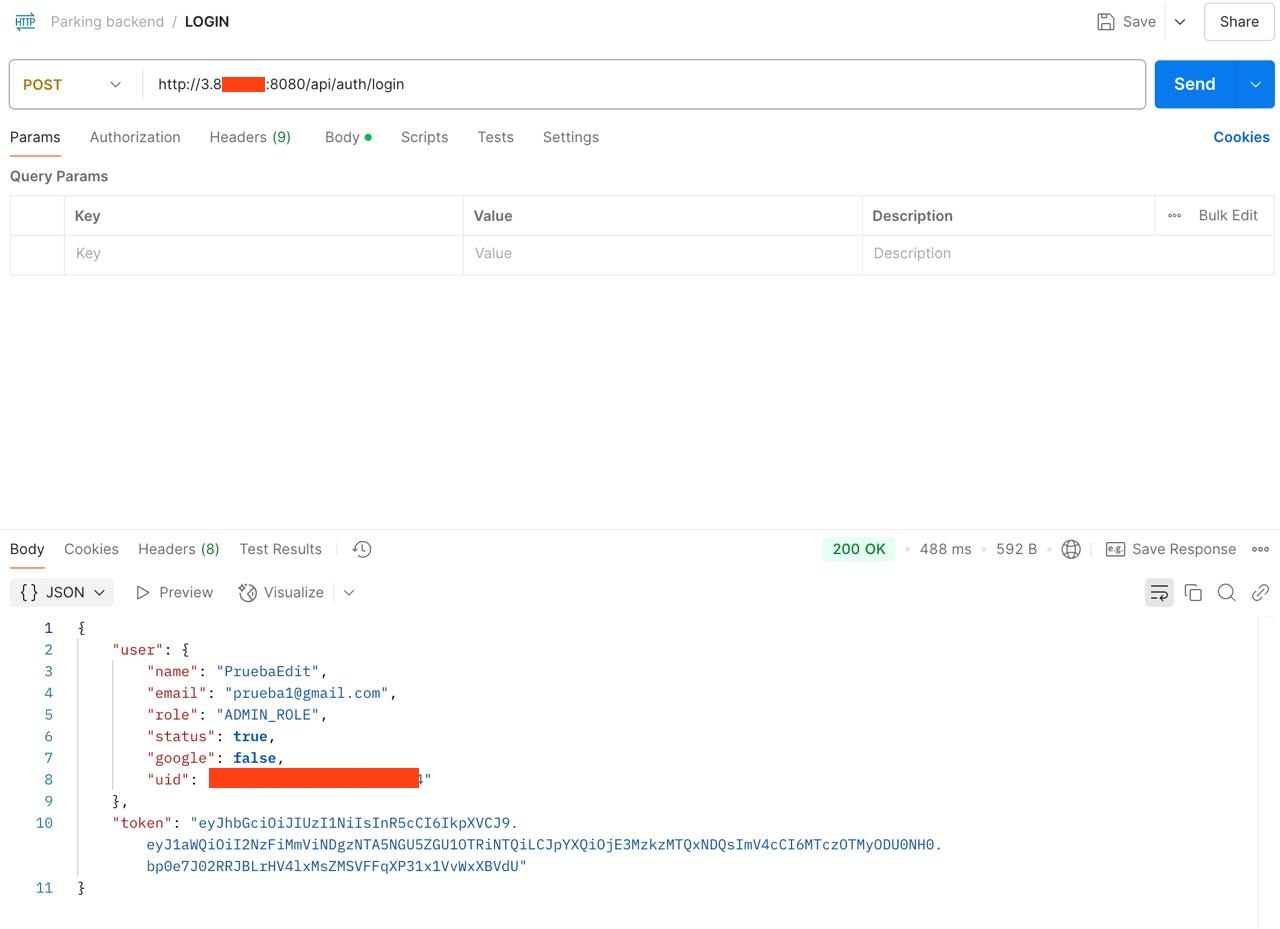 HTTP Parking backend / LOGIN Save Share
POST http://3.8 :8080/api/auth/login Send
Params Authorization Headers (9) Body Scripts Tests Settings Cookies
Query Params
Key Value Description Bulk Edit
Key Value Description
Body Cookies Headers (8) Test Results 200 OK 488 ms 592 B e.g. Save Response
{} JSON Preview Visualize
1 {
2 "user": {
3 "name": "PruebaEdit",
4 "email": "prueba1@gmail.com",
5 "role": "ADMIN_ROLE",
6 "status": true,
7 "google": false,
8 "uid": 4"
9 },
10 "token": "eyJhbGciOiJIUzI1NiIsInR5cCI6IkpXVCJ9.
eyJ1aWQiOiI2NzFiMmViNDgzNTA5NGU5ZGU1OTRiNTQiLCJpYXQiOjE3MzkzMTQxNDQsImV4cCI6MTczOTMyODU0NH0.
bp0e7J02RRJBLrHV4lxMsZMSVFFqXP31x1VvWxXBVdU"
11 }